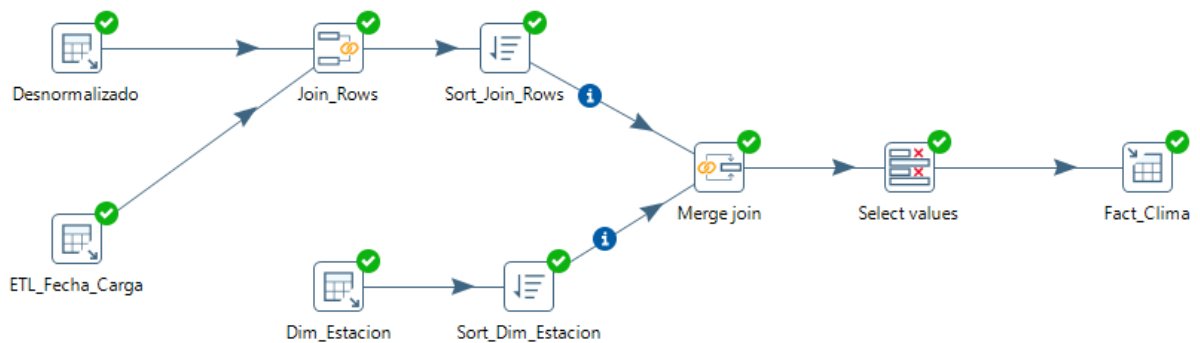 Desnormalizado
Join_Rows
Sort_Join_Rows
Merge join
Select values
Fact_Clima
ETL_Fecha_Carga
Dim_Estacion
Sort_Dim_Estacion